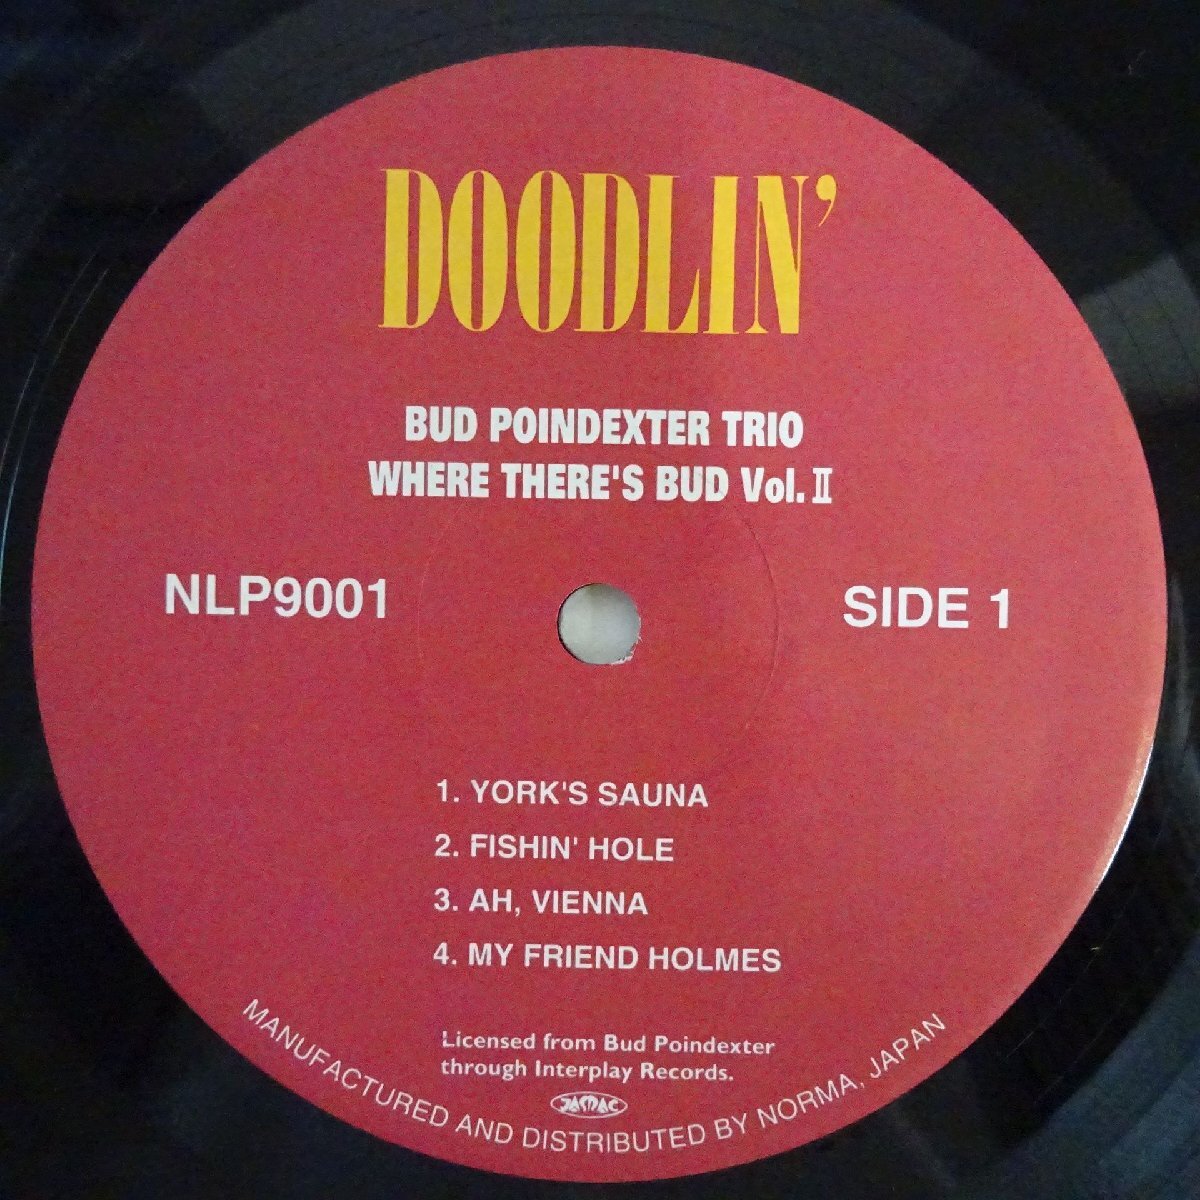 DOODLIN'
BUD POINDEXTER TRIO
WHERE THERE'S BUD Vol.Ⅱ
NLP9001
SIDE 1
1. YORK'S SAUNA
2. FISHIN' HOLE
3. AH, VIENNA
4. MY FRIEND HOLMES
Licensed from Bud Poindexter
through Interplay Records.
JASMAC
MANUFACTURED AND DISTRIBUTED BY NORMA, JAPAN